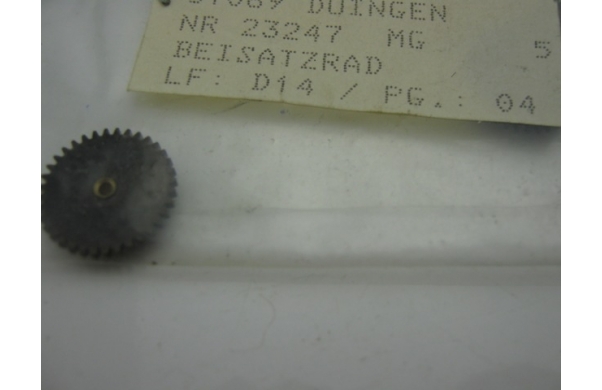 DUINGEN
NR 23247 MG 5
BEISATZRAD
LF: D14 / PG.: 04